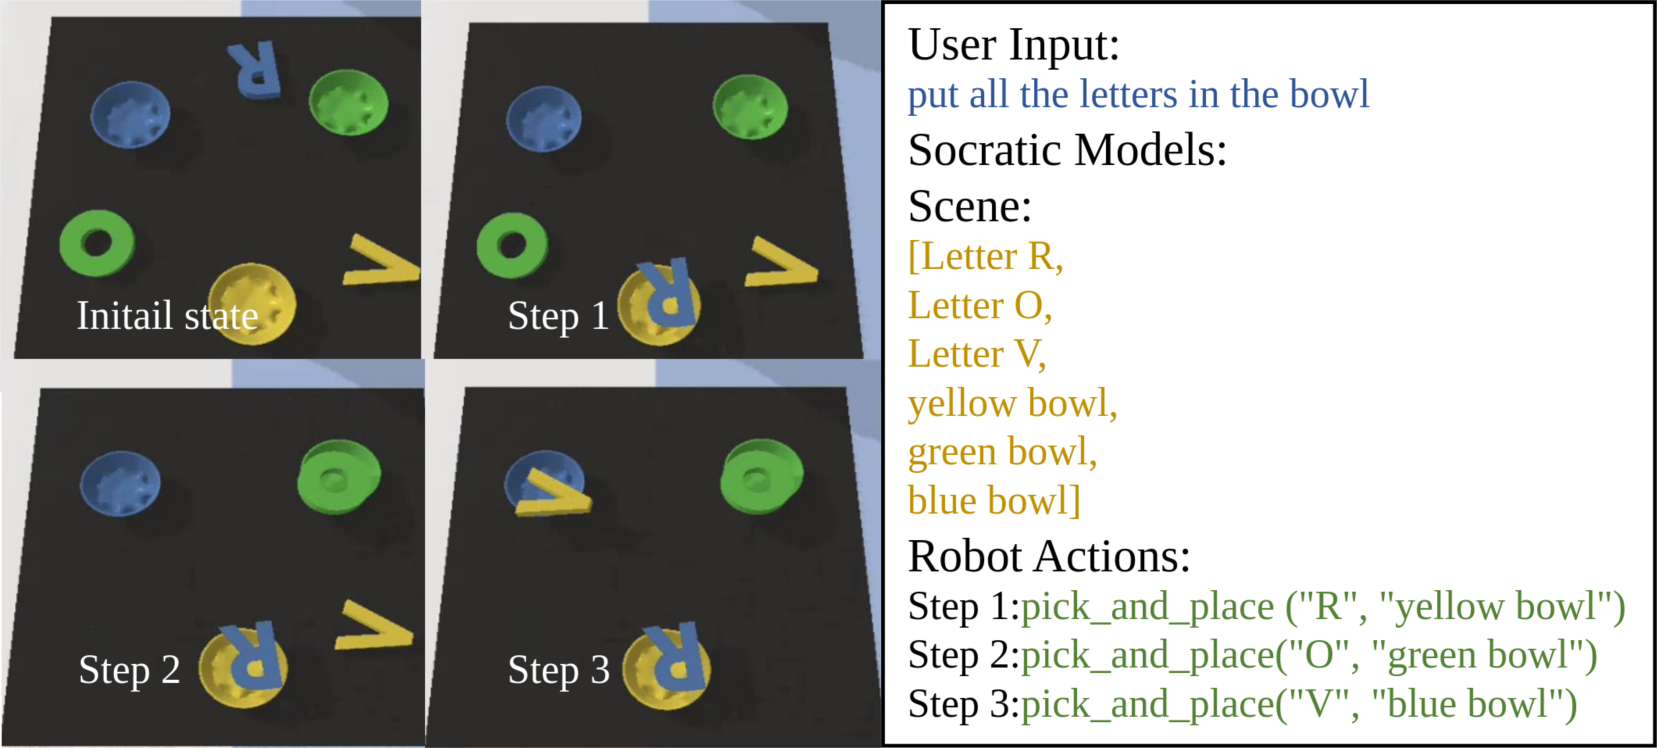 Initail state
Step 1
Step 2
Step 3
User Input:
put all the letters in the bowl
Socratic Models:
Scene:
[Letter R,
Letter O,
Letter V,
yellow bowl,
green bowl,
blue bowl]
Robot Actions:
Step 1:pick_and_place ("R", "yellow bowl")
Step 2:pick_and_place("O", "green bowl")
Step 3:pick_and_place("V", "blue bowl")